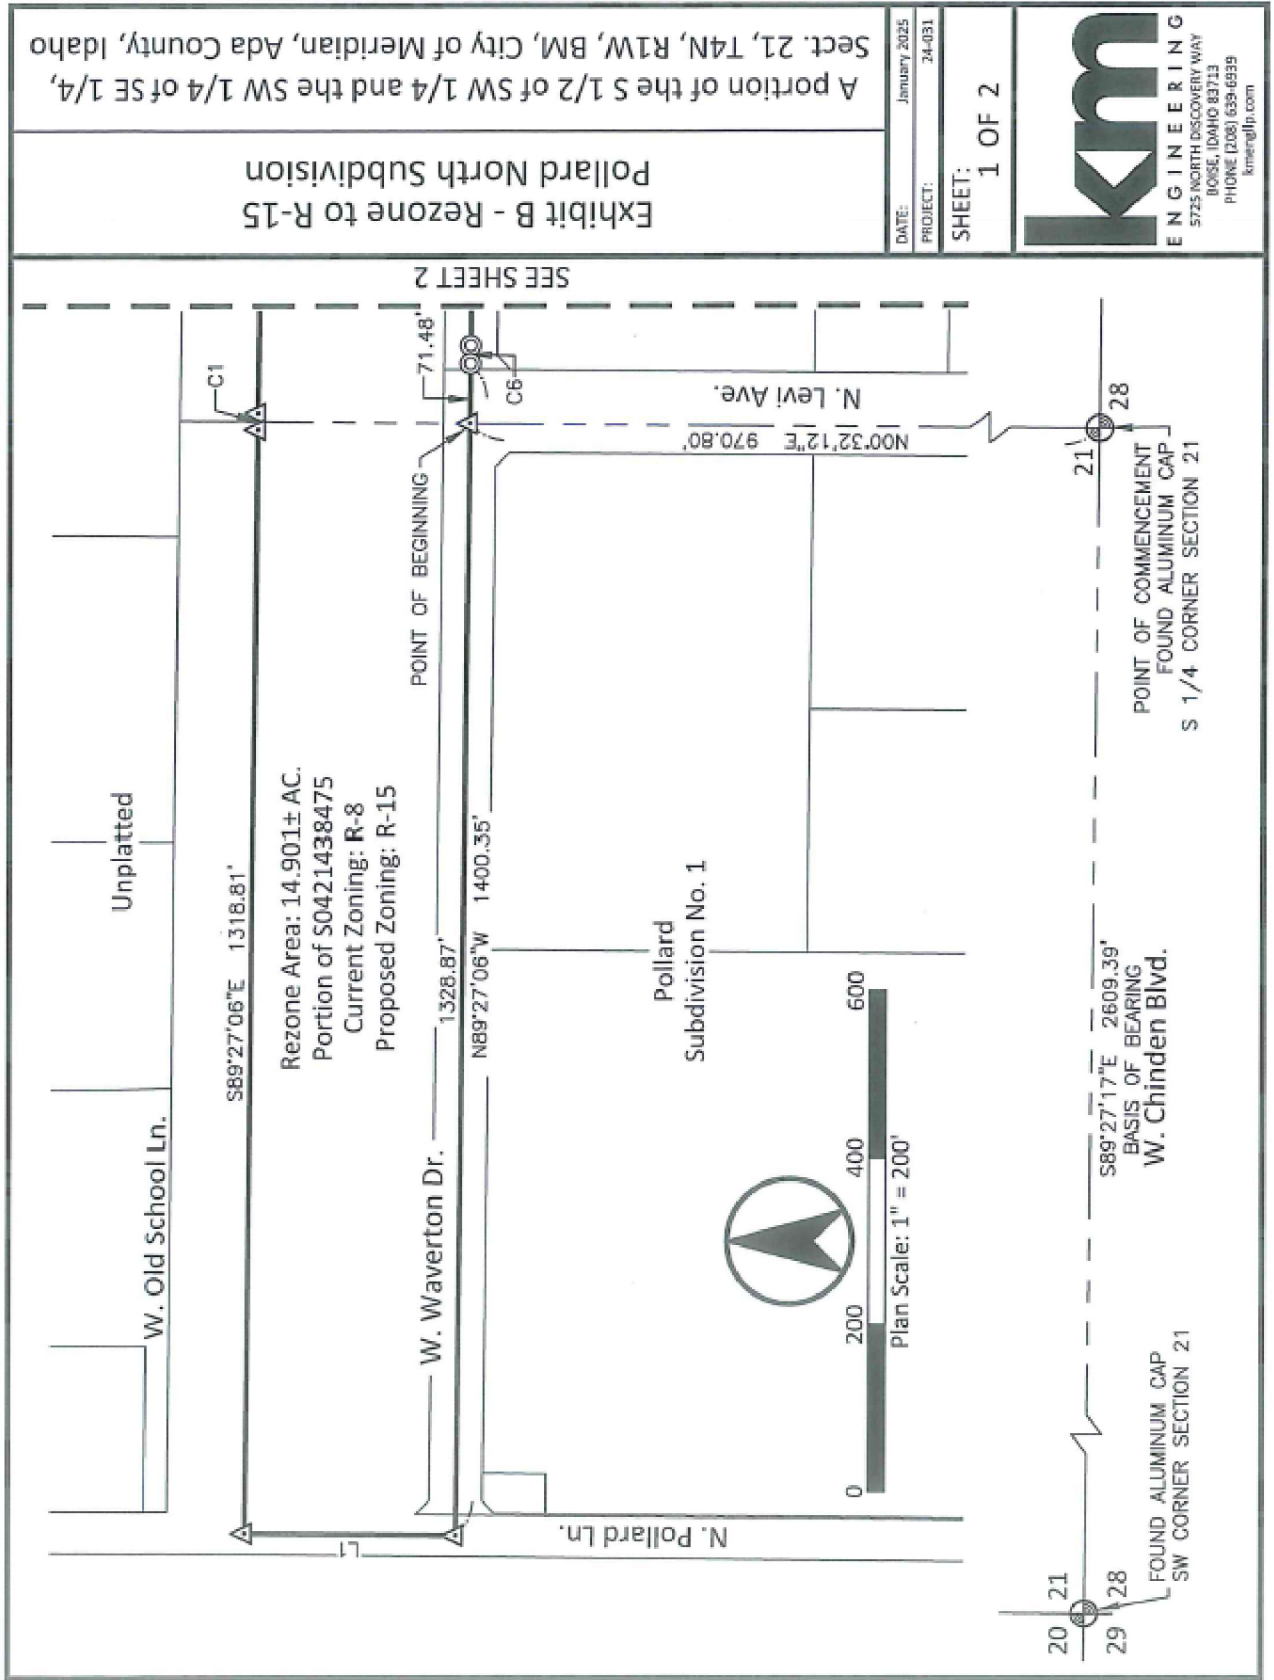 Unplatted
W. Old School Ln.
S89°27'06"E 1318.81'
C1
Rezone Area: 14.901± AC.
Portion of S0421438475
Current Zoning: R-8
Proposed Zoning: R-15
POINT OF BEGINNING
71.48'
SEE SHEET 2
L1
W. Waverton Dr.
1328.87'
N89°27'06"W 1400.35'
C6
N. Pollard Ln.
Pollard
Subdivision No. 1
N. Levi Ave.
N00°32'12"E 970.80'
0 200 400 600
Plan Scale: 1" = 200'
20 21
29 28
FOUND ALUMINUM CAP
SW CORNER SECTION 21
S89°27'17"E 2609.39'
BASIS OF BEARING
W. Chinden Blvd.
21
28
POINT OF COMMENCEMENT
FOUND ALUMINUM CAP
S 1/4 CORNER SECTION 21
Exhibit B - Rezone to R-15
Pollard North Subdivision
A portion of the S 1/2 of SW 1/4 and the SW 1/4 of SE 1/4,
Sect. 21, T4N, R1W, BM, City of Meridian, Ada County, Idaho
DATE: January 2025
PROJECT: 24-031
SHEET:
1 OF 2
km
ENGINEERING
5725 NORTH DISCOVERY WAY
BOISE, IDAHO 83713
PHONE (208) 639-6939
kmengllp.com